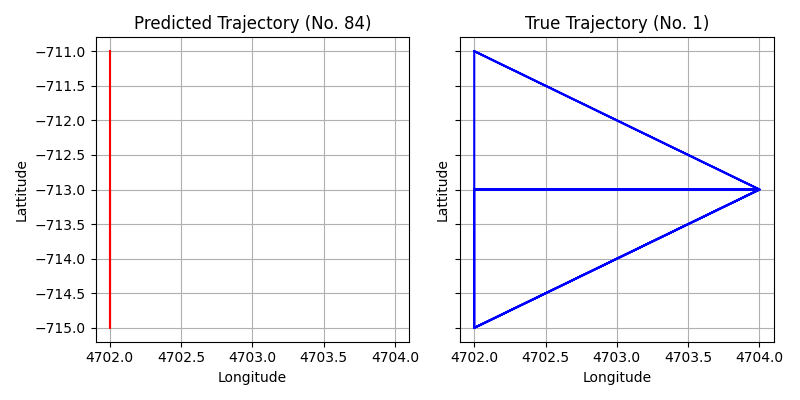 Predicted Trajectory (No. 84)
True Trajectory (No. 1)
Lattitude
−711.0
−711.5
−712.0
−712.5
−713.0
−713.5
−714.0
−714.5
−715.0
4702.0 4702.5 4703.0 4703.5 4704.0
Longitude
Lattitude
4702.0 4702.5 4703.0 4703.5 4704.0
Longitude